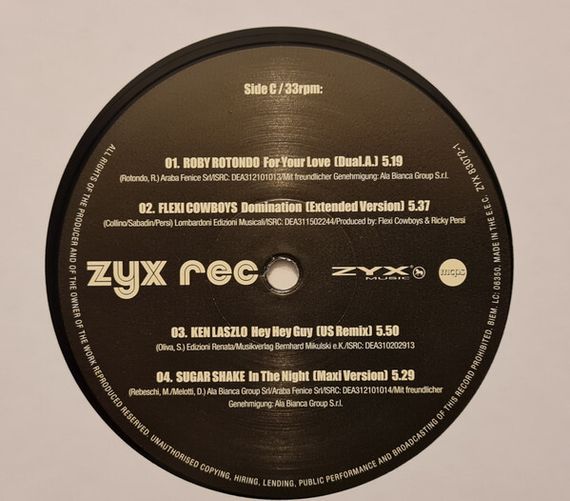 Side C / 33rpm:
01. ROBY ROTONDO For Your Love (Dual.A.) 5.19
(Rotondo, R.) Araba Fenice Srl/ISRC: DEA312101013/Mit freundlicher Genehmigung: Ala Bianca Group S.r.l.
02. FLEXI COWBOYS Domination (Extended Version) 5.37
(Collino/Sabadin/Persi) Lombardoni Edizioni Musicali/ISRC: DEA311502244/Produced by: Flexi Cowboys & Ricky Persi
zyx rec
ZYX®
MUSIC
mcps
03. KEN LASZLO Hey Hey Guy (US Remix) 5.50
(Oliva, S.) Edizioni Renata/Musikverlag Bernhard Mikulski e.K./ISRC: DEA310202913
04. SUGAR SHAKE In The Night (Maxi Version) 5.29
(Rebeschi, M./Melotti, D.) Ala Bianca Group Srl/Araba Fenice Srl/ISRC: DEA312101014/Mit freundlicher
Genehmigung: Ala Bianca Group S.r.l.
ALL RIGHTS OF THE PRODUCER AND OF THE OWNER OF THE WORK REPRODUCED RESERVED. UNAUTHORISED COPYING, HIRING, LENDING, PUBLIC PERFORMANCE AND BROADCASTING OF THIS RECORD PROHIBITED. BIEM. LC: 06350. MADE IN THE E.E.C. ZYX 83072-1